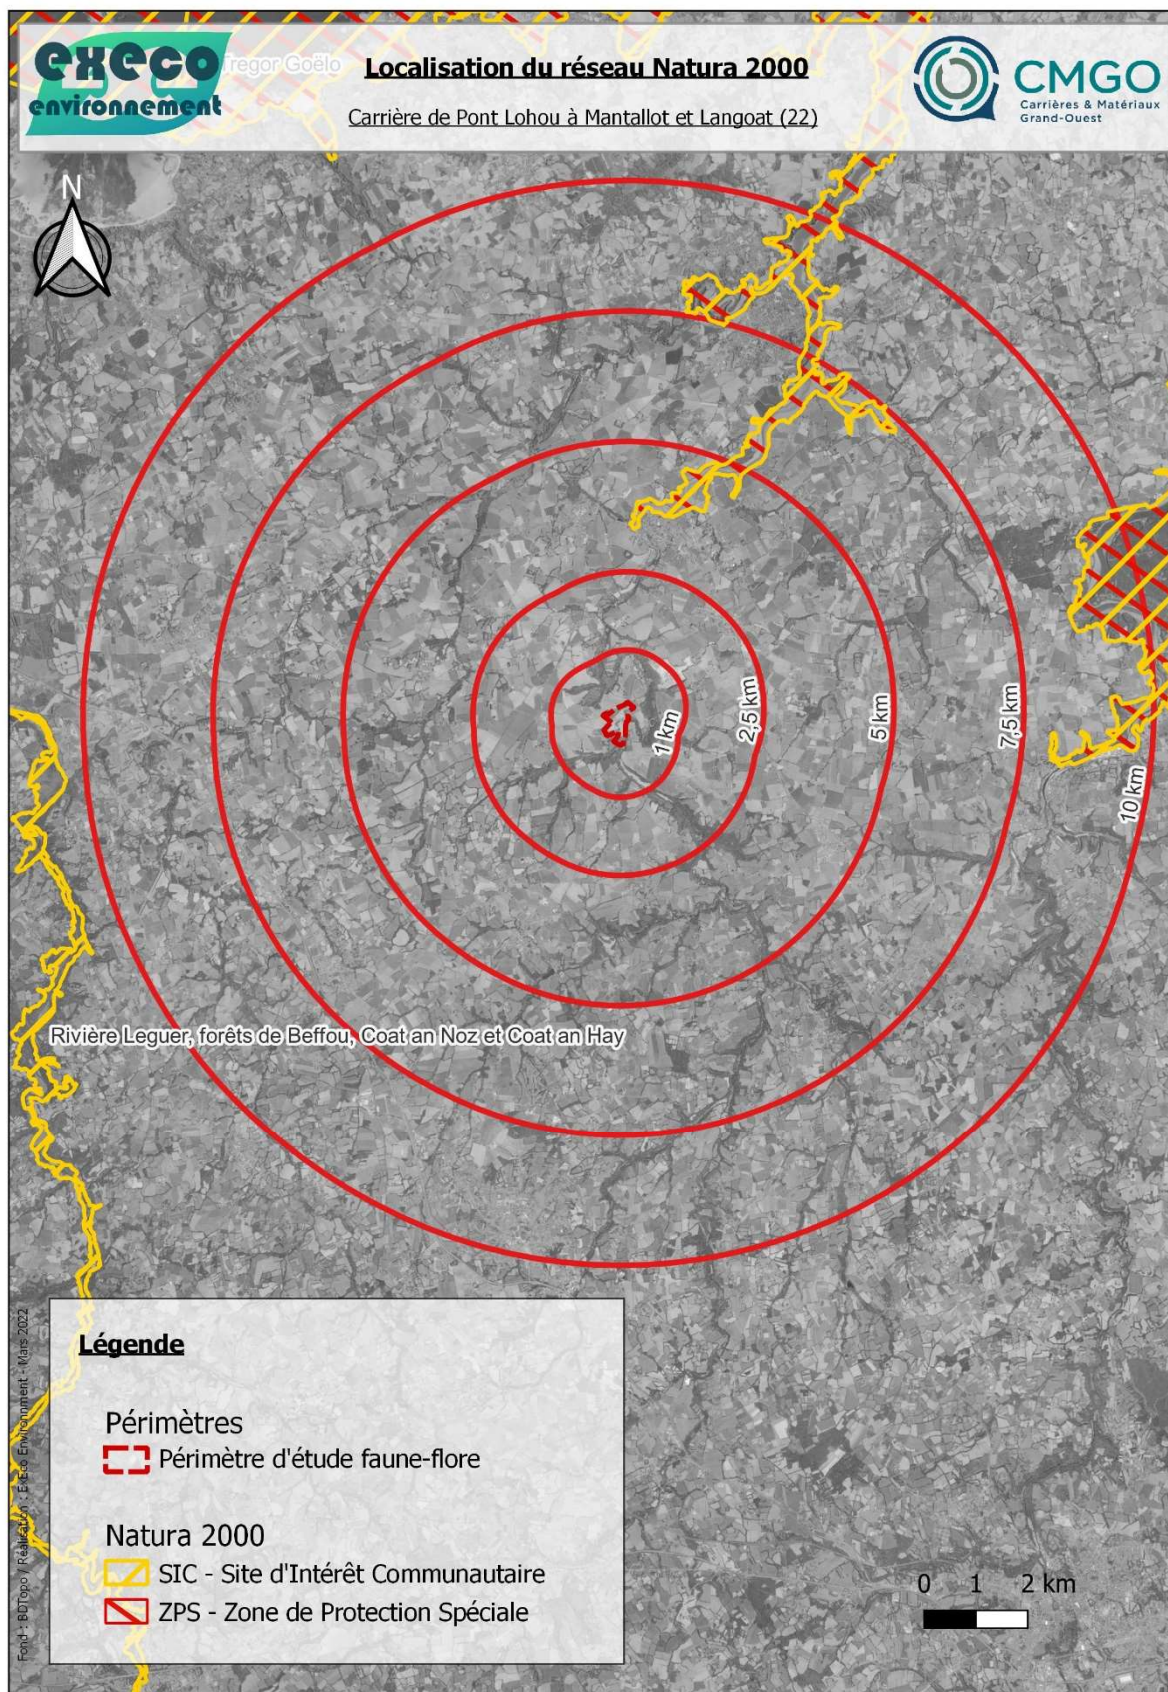 execo
environnement
Tregor Goëlo
Localisation du réseau Natura 2000
Carrière de Pont Lohou à Mantallot et Langoat (22)
CMGO
Carrières & Matériaux
Grand-Ouest
N
1 km
2,5 km
5 km
7,5 km
10 km
Rivière Leguer, forêts de Beffou, Coat an Noz et Coat an Hay
Légende
Périmètres
Périmètre d'étude faune-flore
Natura 2000
SIC - Site d'Intérêt Communautaire
ZPS - Zone de Protection Spéciale
0 1 2 km
Fond : BDTopo / Réalisation : ExEco Environnment - Mars 2022